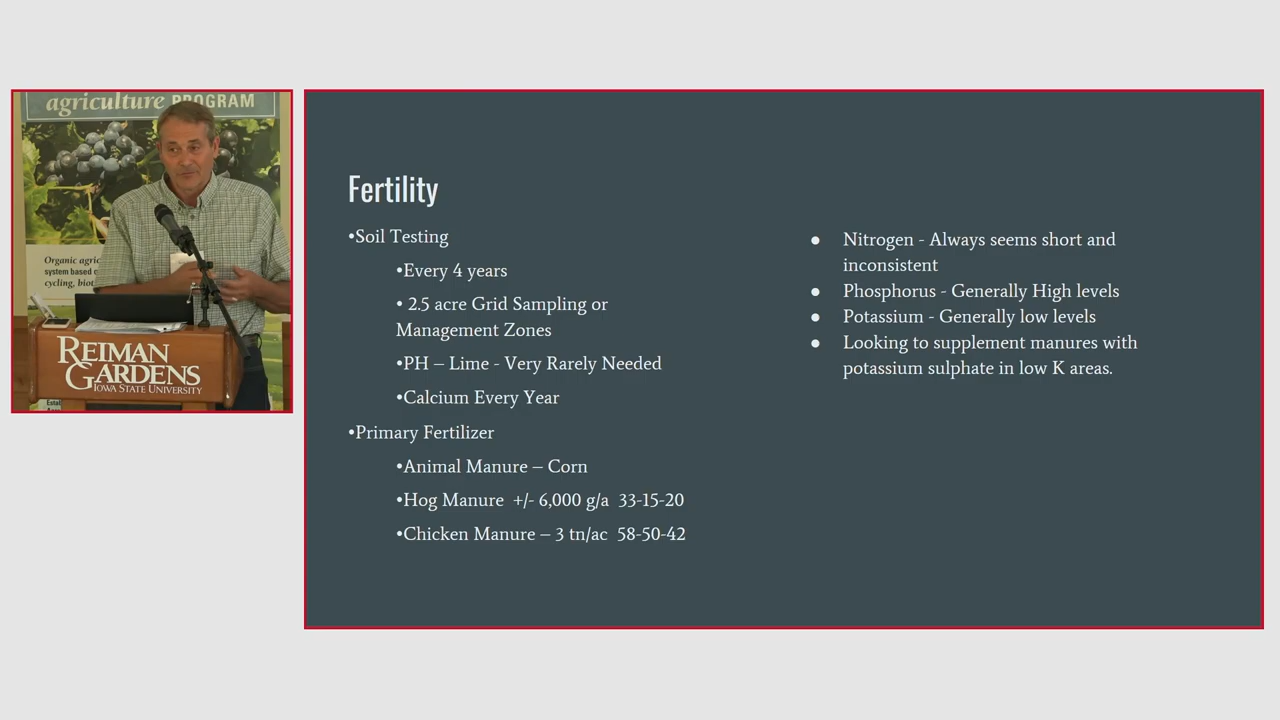 agriculture PROGRAM
Organic agric
system based o
cycling, biot
REIMAN
GARDENS
IOWA STATE UNIVERSITY
Fertility
•Soil Testing
•Every 4 years
• 2.5 acre Grid Sampling or
Management Zones
•PH – Lime - Very Rarely Needed
•Calcium Every Year
•Primary Fertilizer
•Animal Manure – Corn
•Hog Manure +/- 6,000 g/a 33-15-20
•Chicken Manure – 3 tn/ac 58-50-42
● Nitrogen - Always seems short and
inconsistent
● Phosphorus - Generally High levels
● Potassium - Generally low levels
● Looking to supplement manures with
potassium sulphate in low K areas.